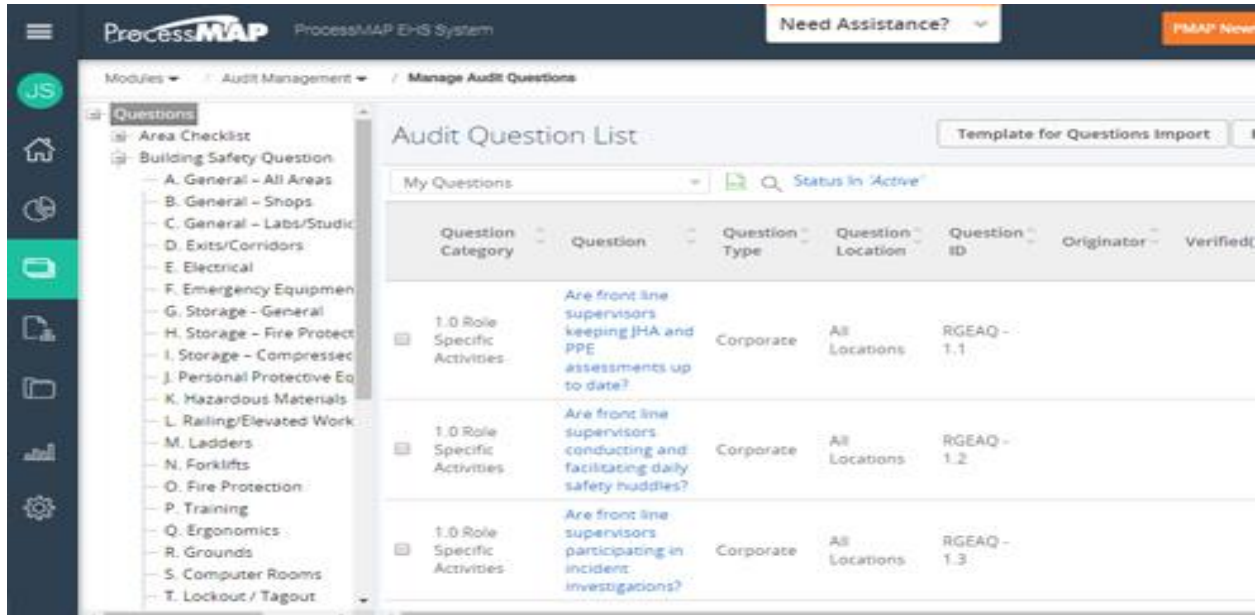 ProcessMAP ProcessMAP EHS System Need Assistance? PMAP New
JS
Modules / Audit Management / Manage Audit Questions
Questions
Area Checklist
Building Safety Question
A. General – All Areas
B. General – Shops
C. General – Labs/Studio
D. Exits/Corridors
E. Electrical
F. Emergency Equipmen
G. Storage - General
H. Storage – Fire Protect
I. Storage – Compressec
J. Personal Protective Eq
K. Hazardous Materials
L. Railing/Elevated Work
M. Ladders
N. Forklifts
O. Fire Protection
P. Training
Q. Ergonomics
R. Grounds
S. Computer Rooms
T. Lockout / Tagout
Audit Question List
Template for Questions Import
My Questions
Status In 'Active'
Question
Category
Question
Question
Type
Question
Location
Question
ID
Originator
Verified(
1.0 Role
Specific
Activities
Are front line
supervisors
keeping JHA and
PPE
assessments up
to date?
Corporate
All
Locations
RGEAQ -
1.1
1.0 Role
Specific
Activities
Are front line
supervisors
conducting and
facilitating daily
safety huddles?
Corporate
All
Locations
RGEAQ -
1.2
1.0 Role
Specific
Activities
Are front line
supervisors
participating in
incident
investigations?
Corporate
All
Locations
RGEAQ -
1.3